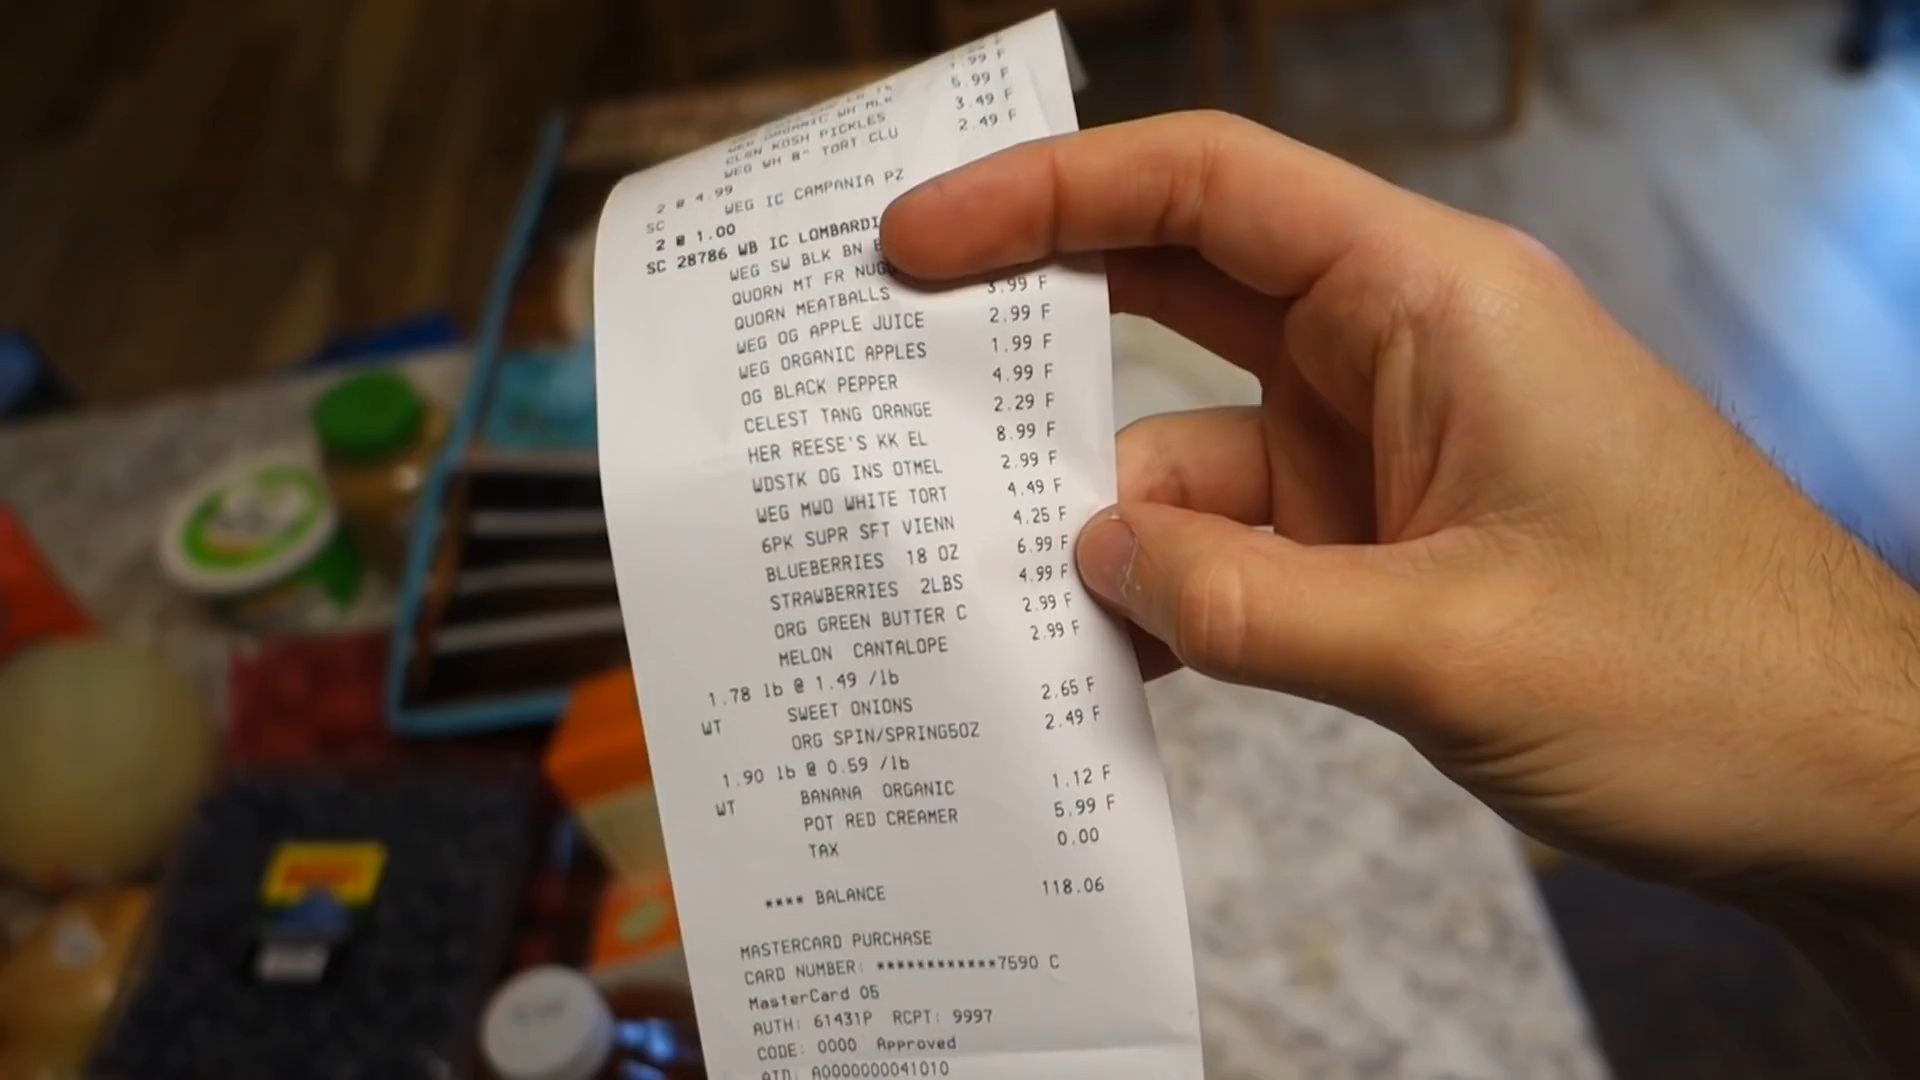 .99 F
ORGANIC WH MLK 5.99 F
CLSN KOSH PICKLES 3.49 F
WEG WH 8" TORT CLU 2.49 F
2 @ 4.99
SC WEG IC CAMPANIA PZ
2 @ 1.00
SC 28786 WB IC LOMBARDI
WEG SW BLK BN
QUORN MT FR NUGG
QUORN MEATBALLS 3.99 F
WEG OG APPLE JUICE 2.99 F
WEG ORGANIC APPLES 1.99 F
OG BLACK PEPPER 4.99 F
CELEST TANG ORANGE 2.29 F
HER REESE'S KK EL 8.99 F
WDSTK OG INS OTMEL 2.99 F
WEG MWO WHITE TORT 4.49 F
6PK SUPR SFT VIENN 4.25 F
BLUEBERRIES 18 OZ 6.99 F
STRAWBERRIES 2LBS 4.99 F
ORG GREEN BUTTER C 2.99 F
MELON CANTALOPE 2.99 F
1.78 lb @ 1.49 /lb
WT SWEET ONIONS 2.65 F
ORG SPIN/SPRING5OZ 2.49 F
1.90 lb @ 0.59 /lb
WT BANANA ORGANIC 1.12 F
POT RED CREAMER 5.99 F
TAX 0.00
**** BALANCE 118.06
MASTERCARD PURCHASE
CARD NUMBER: ************7590 C
MasterCard 05
AUTH: 61431P RCPT: 9997
CODE: 0000 Approved
AID: A0000000041010